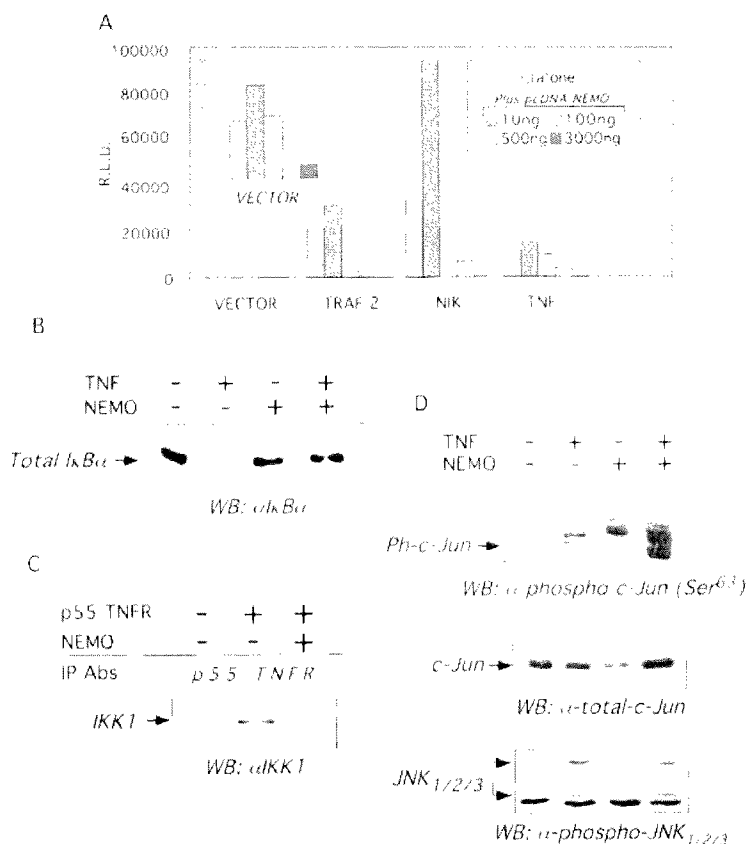 A
100000
80000
60000
40000
20000
0
R.L.U.
alone
Plus pcDNA NEMO
10ng 100ng
500ng 3000ng
VECTOR
VECTOR TRAF 2 NIK TNF
B
TNF - + - +
NEMO - - + +
Total IκBα
WB: αIκBα
C
p55 TNFR - + +
NEMO - - +
IP Abs p55 TNFR
IKK1
WB: αIKK1
D
TNF - + - +
NEMO - - + +
Ph-c-Jun
WB: α-phospho c-Jun (Ser63)
c-Jun
WB: α-total-c-Jun
JNK1/2/3
WB: α-phospho-JNK1/2/3